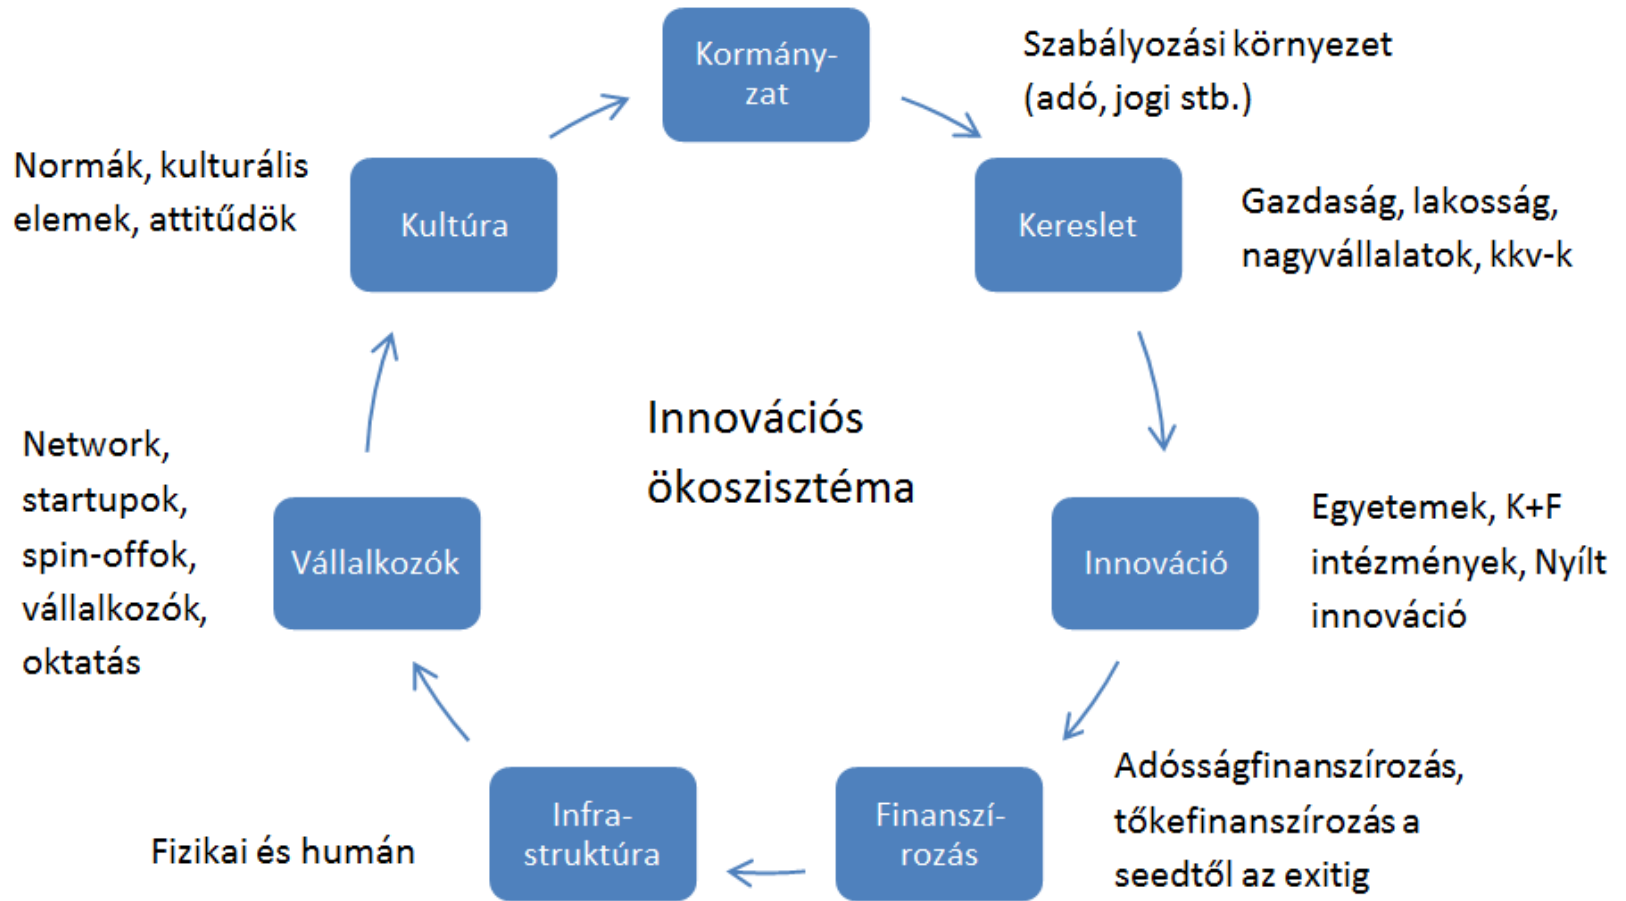 Kormány-
zat
Szabályozási környezet
(adó, jogi stb.)
Kereslet
Gazdaság, lakosság,
nagyvállalatok, kkv-k
Innováció
Egyetemek, K+F
intézmények, Nyílt
innováció
Finanszí-
rozás
Adósságfinanszírozás,
tőkefinanszírozás a
seedtől az exitig
Infra-
struktúra
Fizikai és humán
Vállalkozók
Network,
startupok,
spin-offok,
vállalkozók,
oktatás
Kultúra
Normák, kulturális
elemek, attitűdök
Innovációs
ökoszisztéma